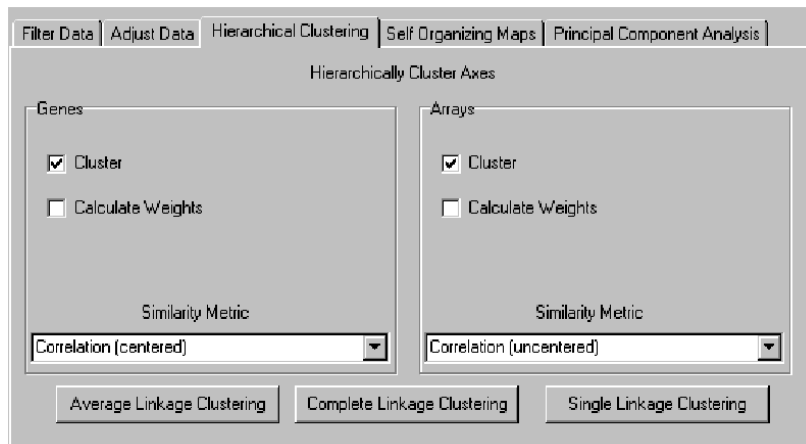 Filter Data Adjust Data Hierarchical Clustering Self Organizing Maps Principal Component Analysis
Hierarchically Cluster Axes
Genes
Cluster
Calculate Weights
Similarity Metric
Correlation (centered)
Arrays
Cluster
Calculate Weights
Similarity Metric
Correlation (uncentered)
Average Linkage Clustering Complete Linkage Clustering Single Linkage Clustering